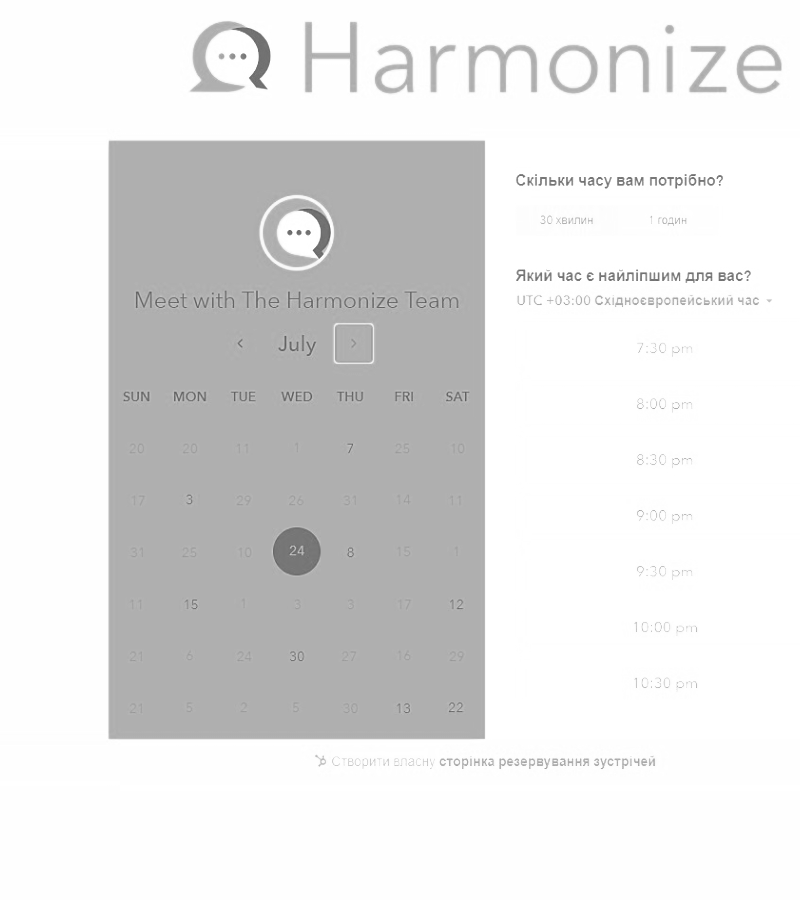 Harmonize
Meet with The Harmonize Team
July
SUN MON TUE WED THU FRI SAT
20 20 11 1 7 25 10
17 3 29 26 31 14 11
31 25 10 24 8 15 1
11 15 1 3 3 17 12
21 6 24 30 27 16 29
21 5 2 5 30 13 22
Скільки часу вам потрібно?
30 хвилин 1 годин
Який час є найліпшим для вас?
UTC +03:00 Східноєвропейський час
7:30 pm
8:00 pm
8:30 pm
9:00 pm
9:30 pm
10:00 pm
10:30 pm
Створити власну сторінка резервування зустрічей